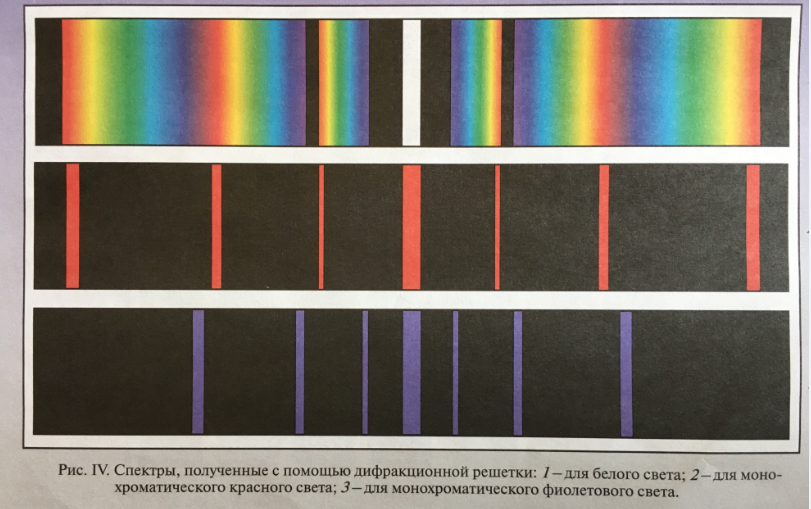 Рис. IV. Спектры, полученные с помощью дифракционной решетки: 1—для белого света; 2—для моно-
хроматического красного света; 3—для монохроматического фиолетового света.